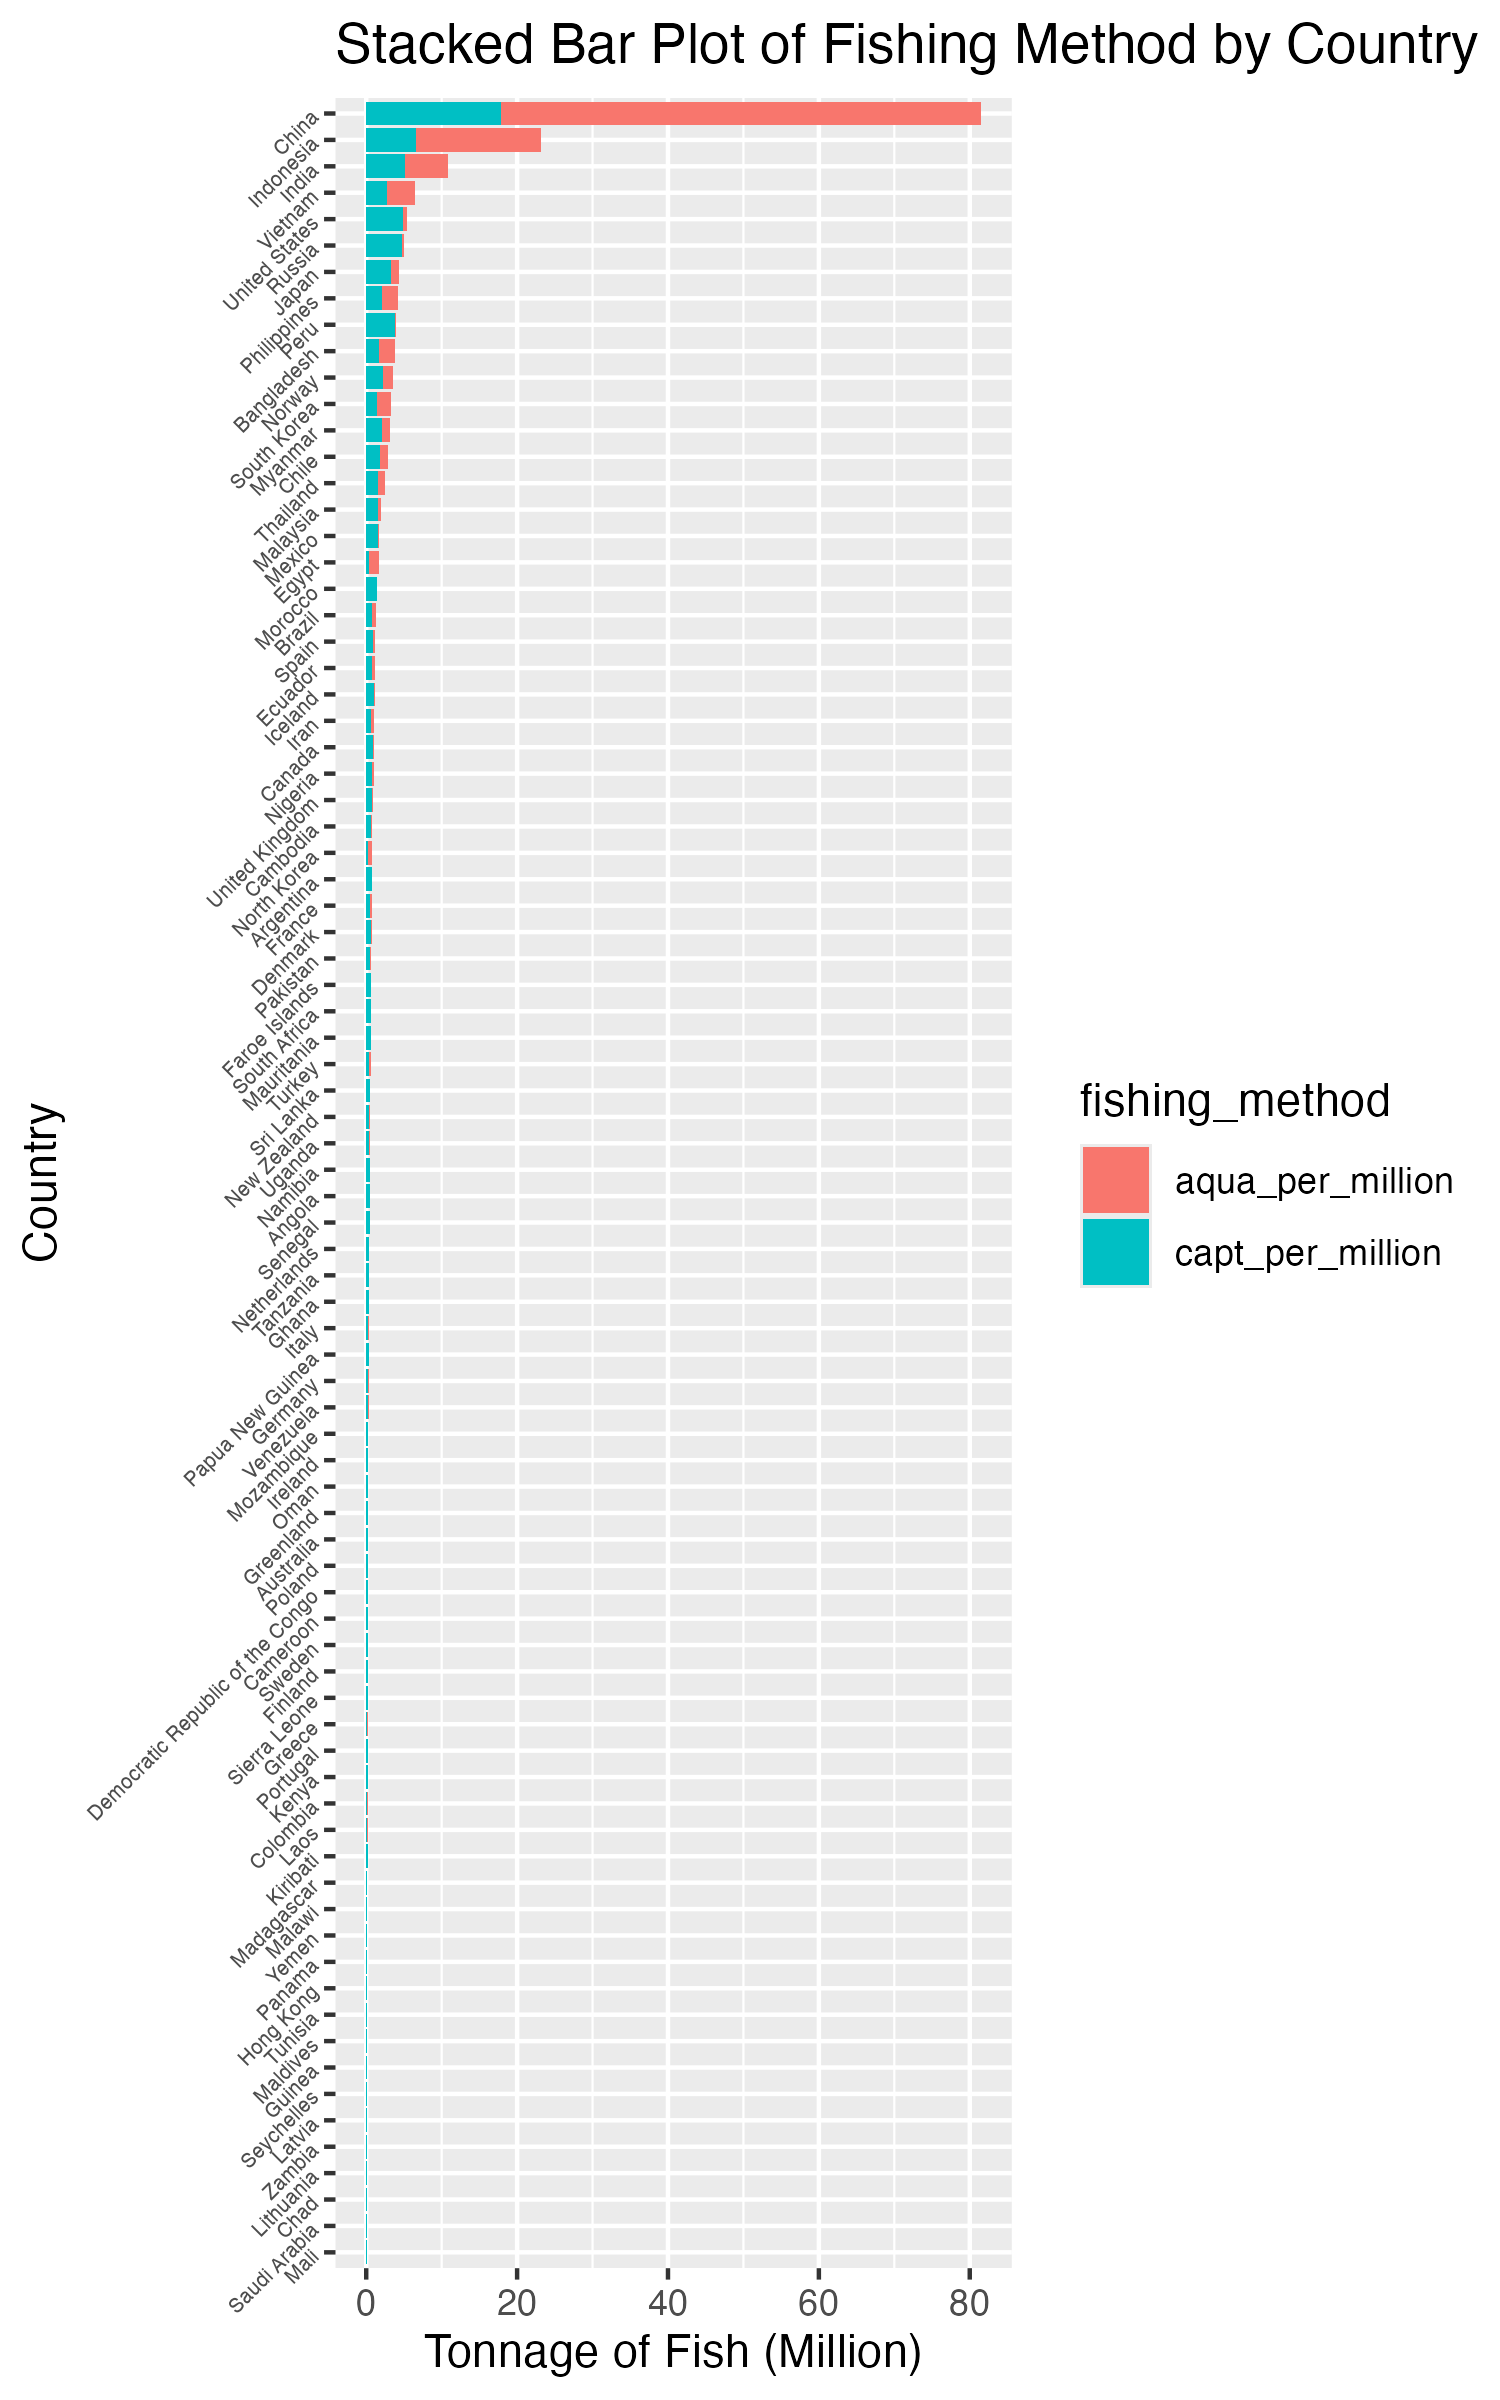 Stacked Bar Plot of Fishing Method by Country
China
Indonesia
India
Vietnam
United States
Russia
Japan
Philippines
Peru
Bangladesh
Norway
South Korea
Myanmar
Chile
Thailand
Malaysia
Mexico
Egypt
Morocco
Brazil
Spain
Ecuador
Iceland
Iran
Canada
Nigeria
United Kingdom
Cambodia
North Korea
Argentina
France
Denmark
Pakistan
Faroe Islands
South Africa
Mauritania
Turkey
Sri Lanka
New Zealand
Uganda
Namibia
Angola
Senegal
Netherlands
Tanzania
Ghana
Italy
Papua New Guinea
Germany
Venezuela
Mozambique
Ireland
Oman
Greenland
Australia
Poland
Democratic Republic of the Congo
Cameroon
Sweden
Finland
Sierra Leone
Greece
Portugal
Kenya
Colombia
Laos
Kiribati
Madagascar
Malawi
Yemen
Panama
Hong Kong
Tunisia
Maldives
Guinea
Seychelles
Latvia
Zambia
Lithuania
Chad
Saudi Arabia
Mali
Country
0 20 40 60 80
Tonnage of Fish (Million)
fishing_method
aqua_per_million
capt_per_million